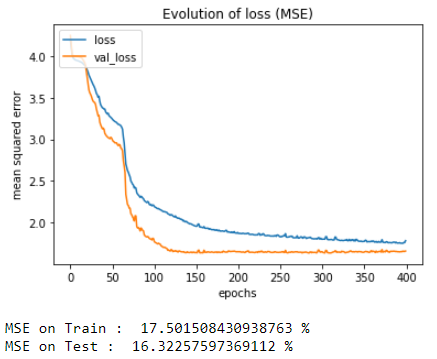 Evolution of loss (MSE)
loss
val_loss
4.0
3.5
3.0
2.5
2.0
mean squared error
0 50 100 150 200 250 300 350 400
epochs
MSE on Train :  17.501508430938763 %
MSE on Test :  16.32257597369112 %